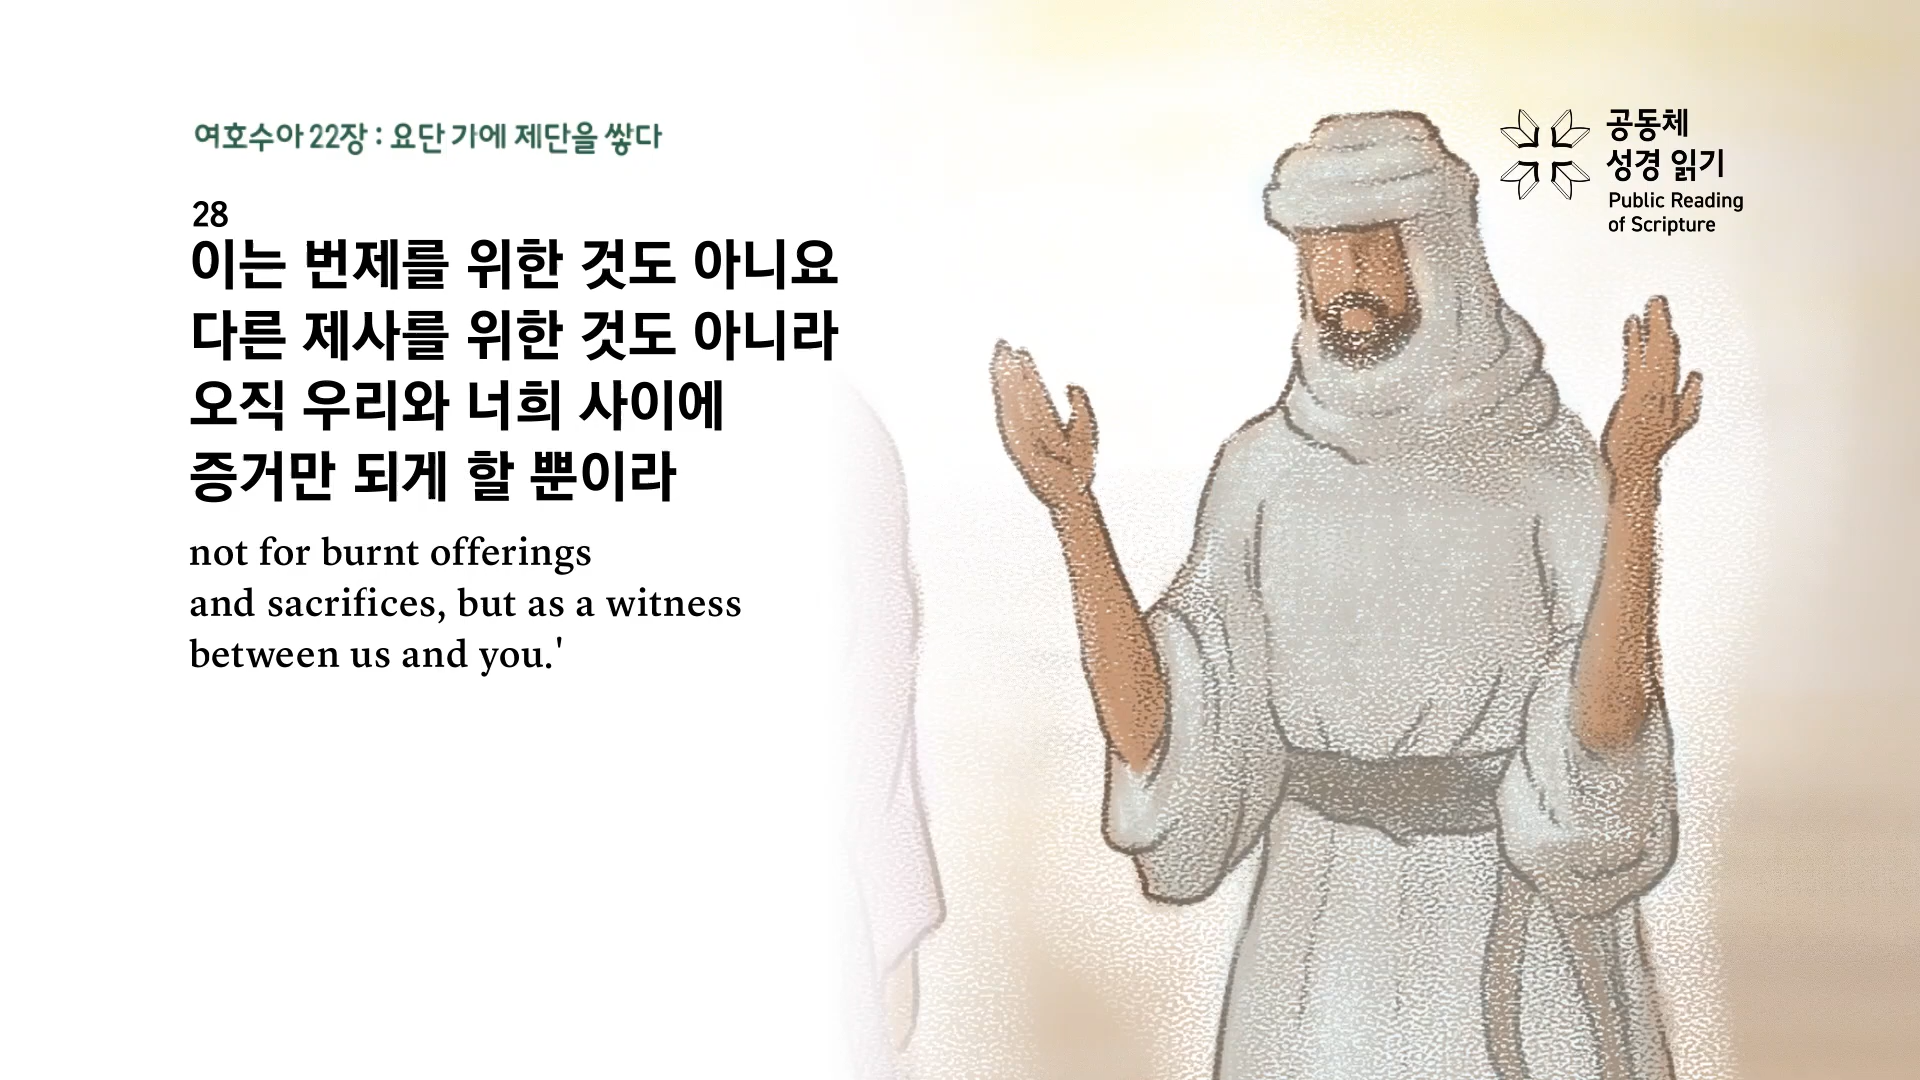 여호수아 22장 : 요단 가에 제단을 쌓다
28
이는 번제를 위한 것도 아니요
다른 제사를 위한 것도 아니라
오직 우리와 너희 사이에
증거만 되게 할 뿐이라
not for burnt offerings
and sacrifices, but as a witness
between us and you.'
공동체
성경 읽기
Public Reading
of Scripture